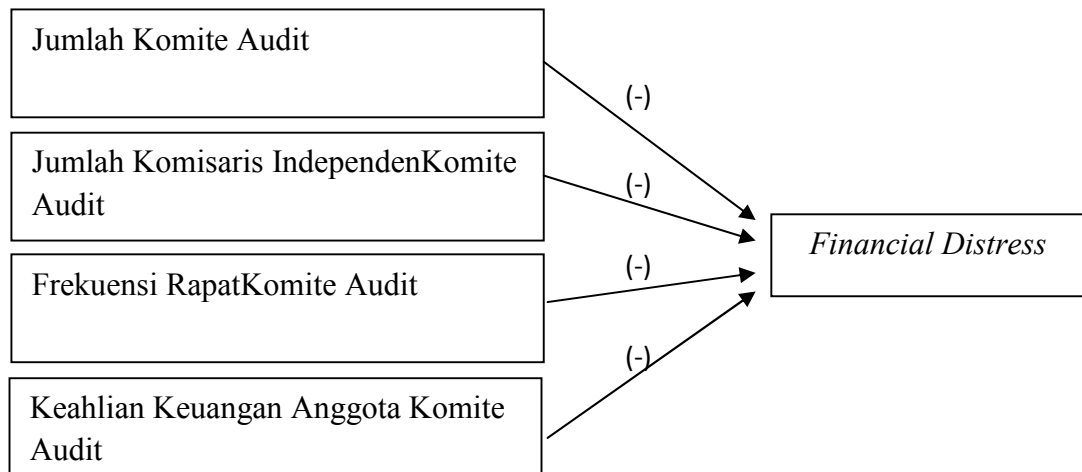 Jumlah Komite Audit
(-)
Jumlah Komisaris IndependenKomite
Audit
(-)
Financial Distress
Frekuensi RapatKomite Audit
(-)
(-)
Keahlian Keuangan Anggota Komite
Audit